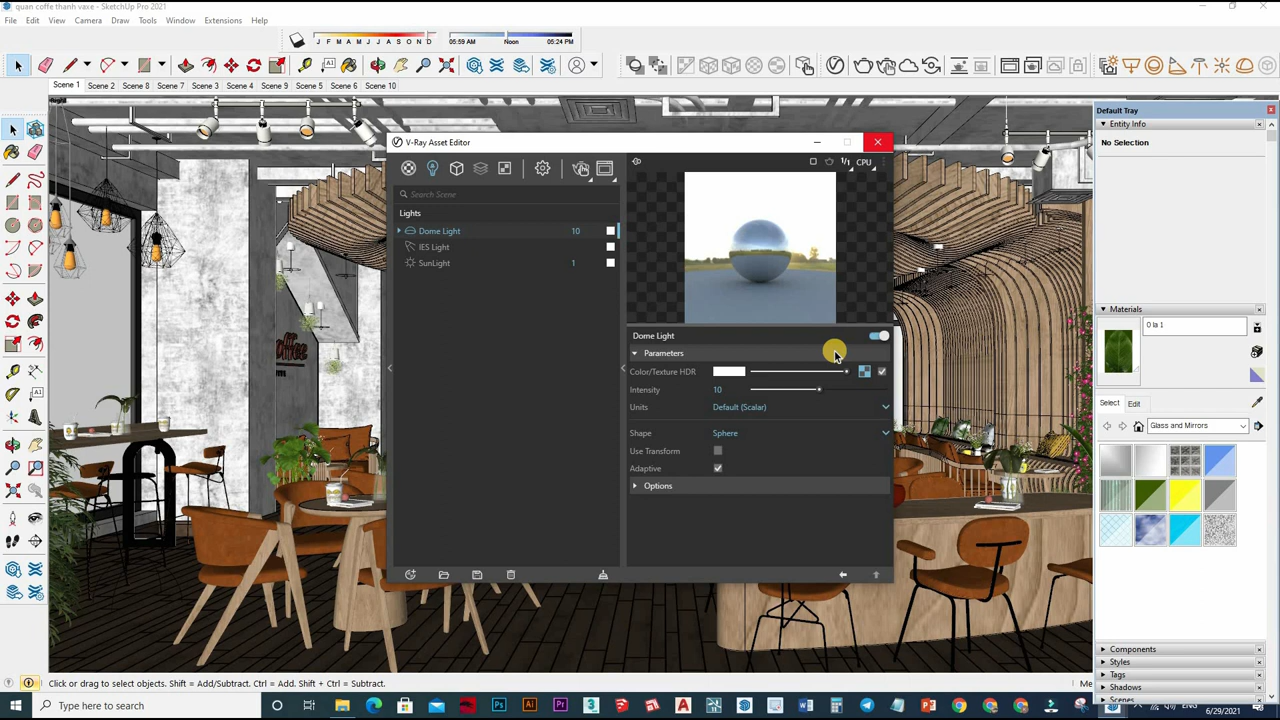 quan coffe thanh vaxe - SketchUp Pro 2021
File Edit View Camera Draw Tools Window Extensions Help
J F M A M J J A S O N D 05:59 AM Noon 05:24 PM
Scene 1 Scene 2 Scene 8 Scene 7 Scene 3 Scene 4 Scene 9 Scene 5 Scene 6 Scene 10
Default Tray
Entity Info
No Selection
V-Ray Asset Editor
CPU
Search Scene
Lights
Dome Light 10
IES Light
SunLight 1
Dome Light
Parameters
Color/Texture HDR
Intensity 10
Units Default (Scalar)
Shape Sphere
Use Transform
Adaptive
Options
Coffee
Materials
0 la 1
Select Edit
Glass and Mirrors
Components
Styles
Tags
Shadows
Scenes
Click or drag to select objects. Shift = Add/Subtract. Ctrl = Add. Shift + Ctrl = Subtract.
Me
Type here to search
ENG
6/29/2021